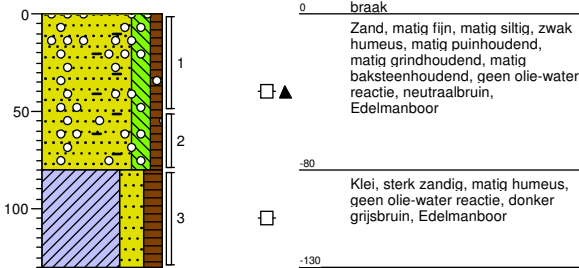 0
50
100
1
2
3
0 braak
Zand, matig fijn, matig siltig, zwak
humeus, matig puinhoudend,
matig grindhoudend, matig
baksteenhoudend, geen olie-water
reactie, neutraalbruin,
Edelmanboor
-80
Klei, sterk zandig, matig humeus,
geen olie-water reactie, donker
grijsbruin, Edelmanboor
-130